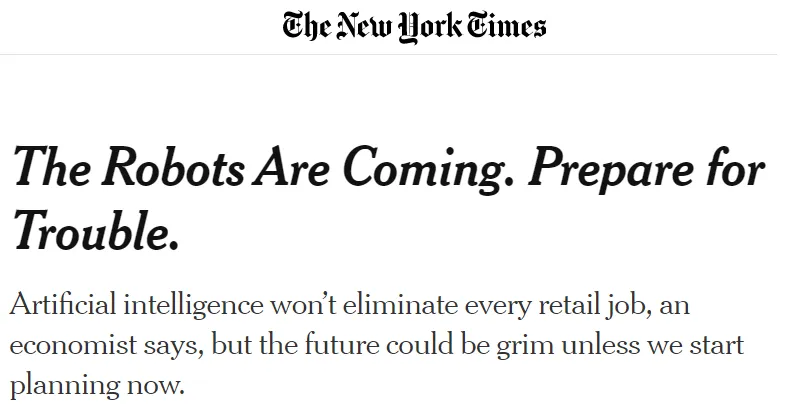 The New York Times
The Robots Are Coming. Prepare for
Trouble.
Artificial intelligence won’t eliminate every retail job, an
economist says, but the future could be grim unless we start
planning now.